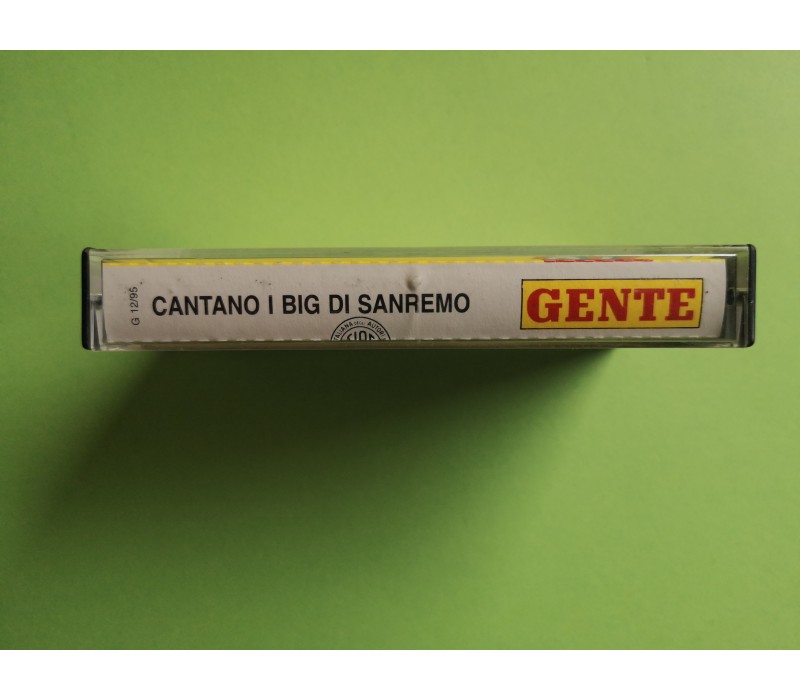 G 12/95
CANTANO I BIG DI SANREMO
GENTE